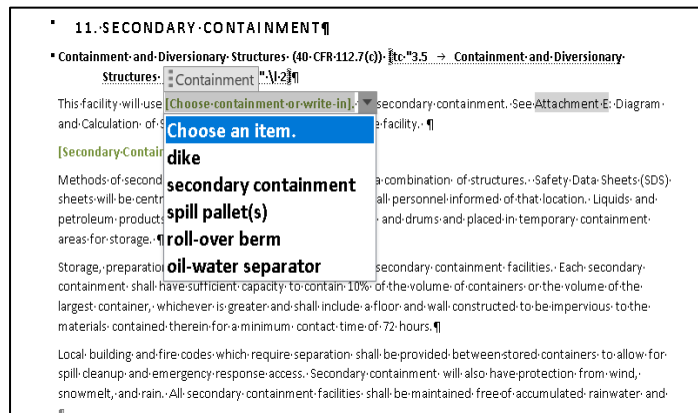 11. SECONDARY CONTAINMENT¶
Containment and Diversionary Structures (40 CFR 112.7(c)) [tc "3.5 → Containment and Diversionary
Structures " \l 2]¶
Containment
This facility will use [Choose containment or write-in]. secondary containment. See Attachment E: Diagram
and Calculation of facility. ¶
Choose an item.
dike
secondary containment
spill pallet(s)
roll-over berm
oil-water separator
[Secondary Contain
Methods of second a combination of structures. Safety Data Sheets (SDS)
sheets will be centr all personnel informed of that location. Liquids and
petroleum products and drums and placed in temporary containment
areas for storage. ¶
Storage, preparation secondary containment facilities. Each secondary
containment shall have sufficient capacity to contain 10% of the volume of containers or the volume of the
largest container, whichever is greater and shall include a floor and wall constructed to be impervious to the
materials contained therein for a minimum contact time of 72 hours.¶
Local building and fire codes which require separation shall be provided between stored containers to allow for
spill cleanup and emergency response access. Secondary containment will also have protection from wind,
snowmelt, and rain. All secondary containment facilities shall be maintained free of accumulated rainwater and